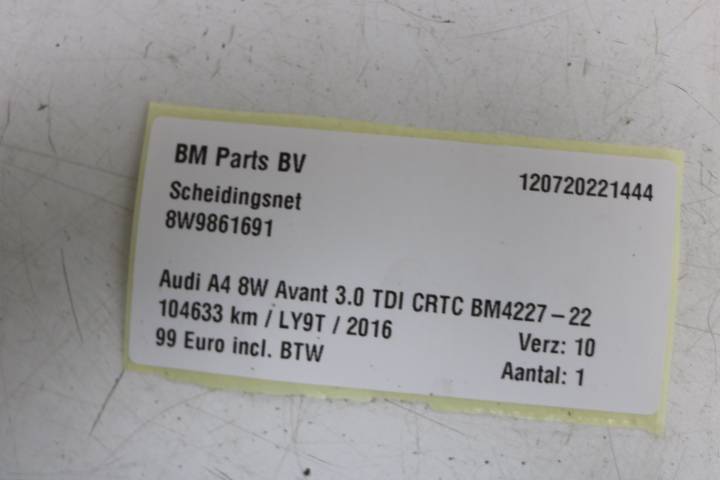 BM Parts BV
120720221444
Scheidingsnet
8W9861691
Audi A4 8W Avant 3.0 TDI CRTC BM4227-22
104633 km / LY9T / 2016
Verz: 10
99 Euro incl. BTW
Aantal: 1